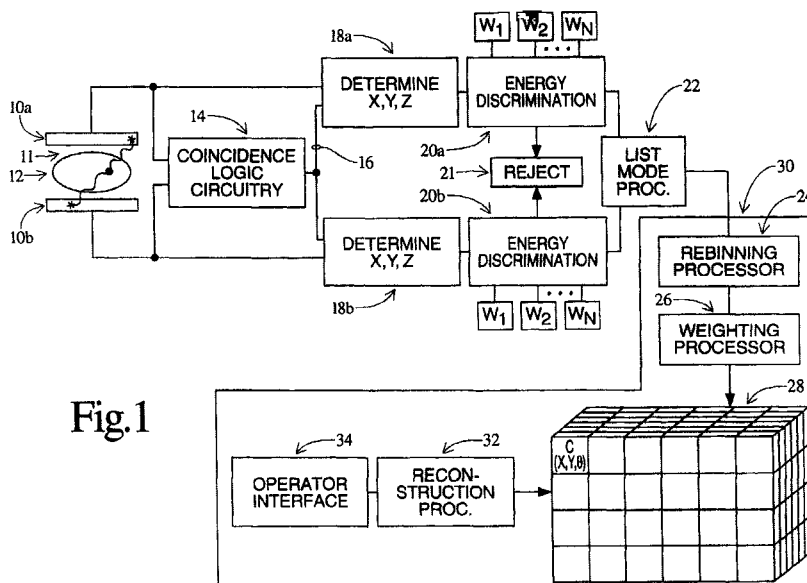 18a
W1 W2 ... WN
DETERMINE
X,Y,Z
ENERGY
DISCRIMINATION
22
10a
14
11
12
COINCIDENCE
LOGIC
CIRCUITRY
16
20a
21
REJECT
20b
LIST
MODE
PROC.
30
24
10b
DETERMINE
X,Y,Z
ENERGY
DISCRIMINATION
REBINNING
PROCESSOR
18b
W1 W2 ... WN
26
WEIGHTING
PROCESSOR
Fig.1
28
34
32
C
(X,Y,θ)
OPERATOR
INTERFACE
RECON-
STRUCTION
PROC.